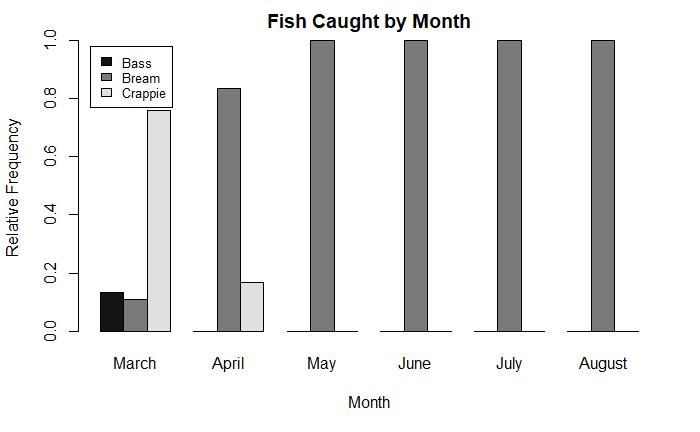 Fish Caught by Month
Relative Frequency
1.0
0.8
0.6
0.4
0.2
0.0
Bass
Bream
Crappie
March April May June July August
Month